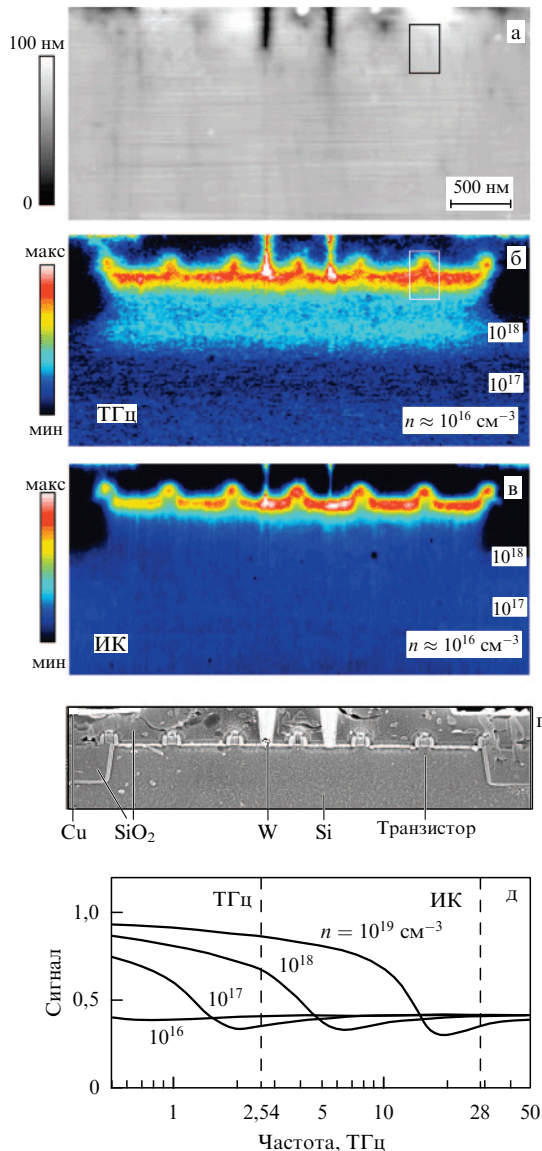 100 нм
0
а
500 нм
макс
мин
б
10¹⁸
10¹⁷
n ≈ 10¹⁶ см⁻³
ТГц
макс
мин
в
10¹⁸
10¹⁷
n ≈ 10¹⁶ см⁻³
ИК
Cu
SiO₂
W
Si
Транзистор
ТГц
ИК
д
n = 10¹⁹ см⁻³
10¹⁸
10¹⁷
10¹⁶
Сигнал
1,0
0,5
0
1
2,54
5
10
28
50
Частота, ТГц